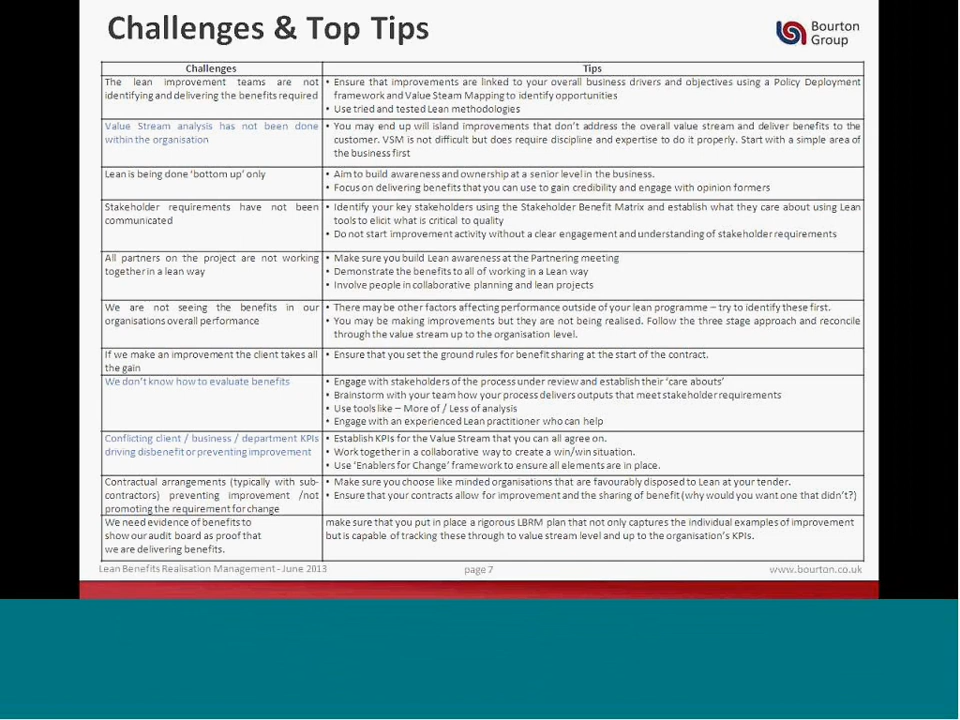 Challenges & Top Tips
Bourton
Group
Challenges
Tips
The lean improvement teams are not
identifying and delivering the benefits required
• Ensure that improvements are linked to your overall business drivers and objectives using a Policy Deployment
framework and Value Steam Mapping to identify opportunities
• Use tried and tested Lean methodologies
Value Stream analysis has not been done
within the organisation
• You may end up will island improvements that don't address the overall value stream and deliver benefits to the
customer. VSM is not difficult but does require discipline and expertise to do it properly. Start with a simple area of
the business first
Lean is being done 'bottom up' only
• Aim to build awareness and ownership at a senior level in the business.
• Focus on delivering benefits that you can use to gain credibility and engage with opinion formers
Stakeholder requirements have not been
communicated
• Identify your key stakeholders using the Stakeholder Benefit Matrix and establish what they care about using Lean
tools to elicit what is critical to quality
• Do not start improvement activity without a clear engagement and understanding of stakeholder requirements
All partners on the project are not working
together in a lean way
• Make sure you build Lean awareness at the Partnering meeting
• Demonstrate the benefits to all of working in a Lean way
• Involve people in collaborative planning and lean projects
We are not seeing the benefits in our
organisations overall performance
• There may be other factors affecting performance outside of your lean programme – try to identify these first.
• You may be making improvements but they are not being realised. Follow the three stage approach and reconcile
through the value stream up to the organisation level.
If we make an improvement the client takes all
the gain
• Ensure that you set the ground rules for benefit sharing at the start of the contract.
We don't know how to evaluate benefits
• Engage with stakeholders of the process under review and establish their 'care abouts'
• Brainstorm with your team how your process delivers outputs that meet stakeholder requirements
• Use tools like – More of / Less of analysis
• Engage with an experienced Lean practitioner who can help
Conflicting client / business / department KPIs
driving disbenefit or preventing improvement
• Establish KPIs for the Value Stream that you can all agree on.
• Work together in a collaborative way to create a win/win situation.
• Use 'Enablers for Change' framework to ensure all elements are in place.
Contractual arrangements (typically with sub-
contractors) preventing improvement /not
promoting the requirement for change
• Make sure you choose like minded organisations that are favourably disposed to Lean at your tender.
• Ensure that your contracts allow for improvement and the sharing of benefit (why would you want one that didn't?)
We need evidence of benefits to
show our audit board as proof that
we are delivering benefits.
make sure that you put in place a rigorous LBRM plan that not only captures the individual examples of improvement
but is capable of tracking these through to value stream level and up to the organisation's KPIs.
Lean Benefits Realisation Management - June 2013
page 7
www.bourton.co.uk